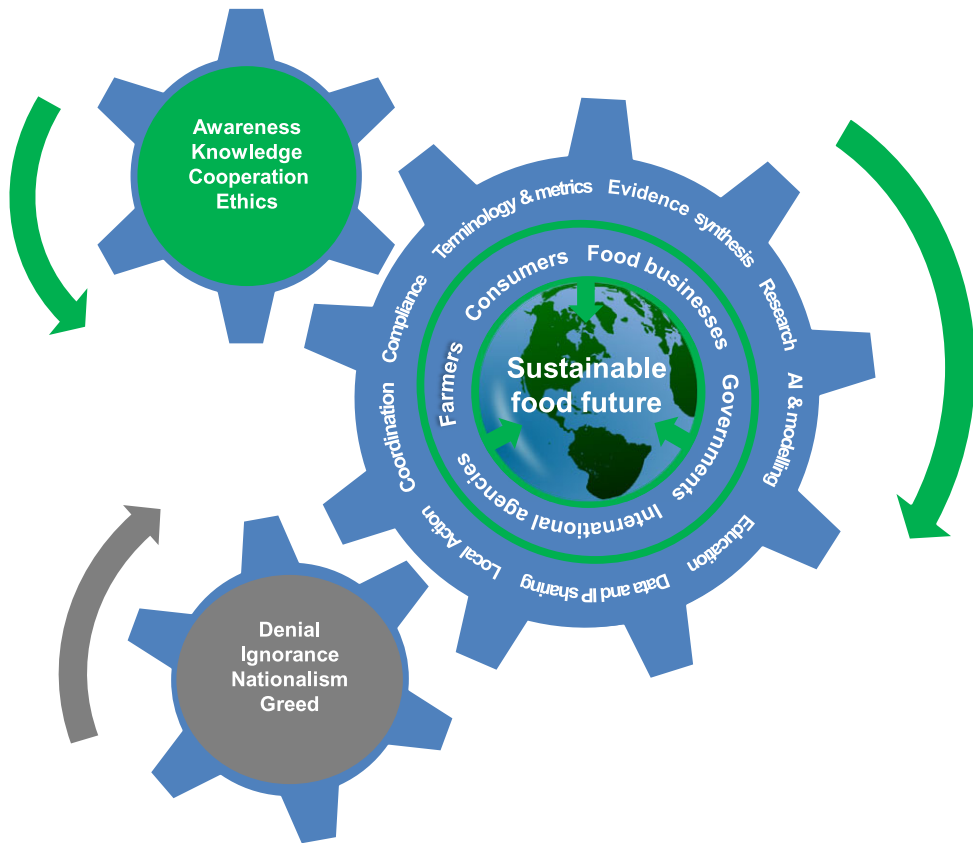 Awareness
Knowledge
Cooperation
Ethics
Terminology & metrics
Evidence synthesis
Research
AI & modelling
Education
Data and IP sharing
Local Action
Coordination
Compliance
Consumers
Food businesses
Governments
International agencies
Farmers
Sustainable
food future
Denial
Ignorance
Nationalism
Greed